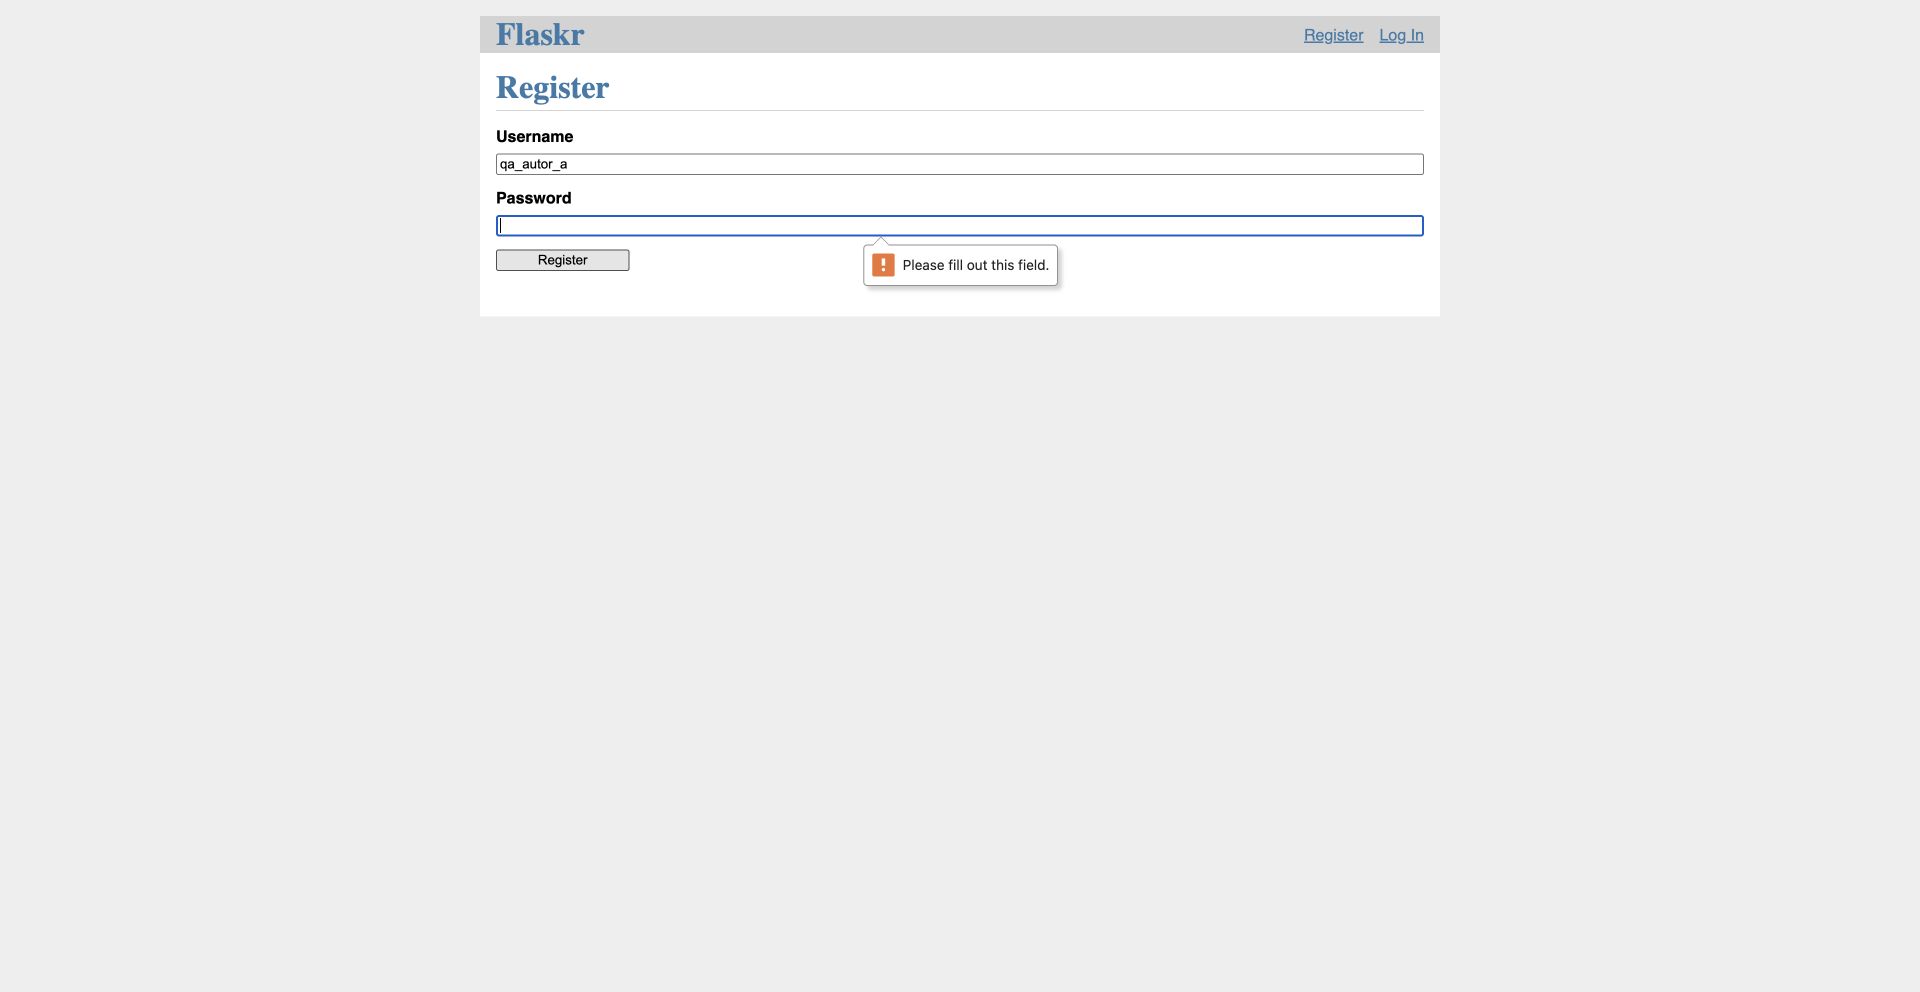 Flaskr Register Log In
Register
Username
qa_autor_a
Password
Please fill out this field.
Register